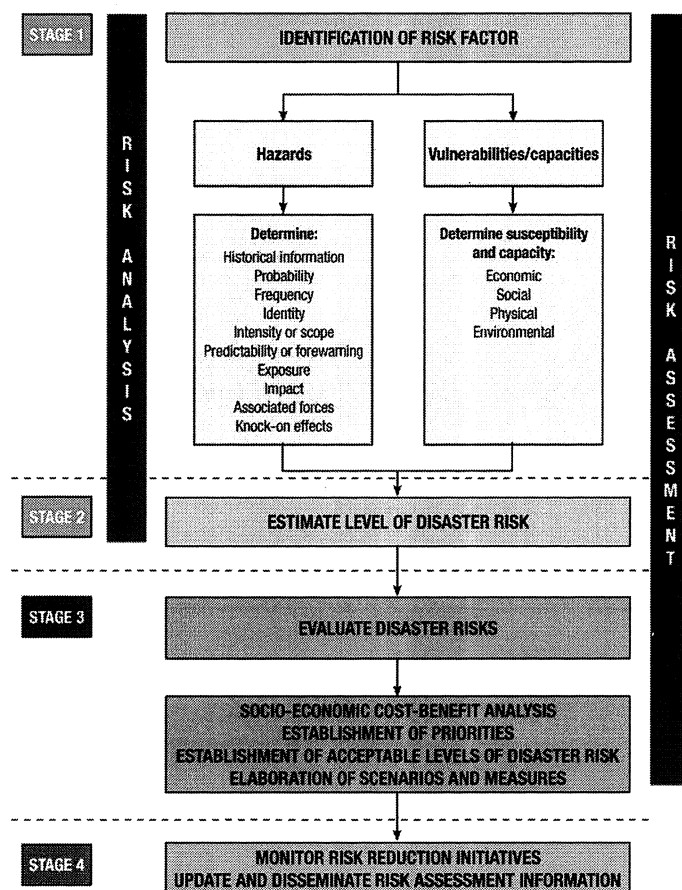 STAGE 1
IDENTIFICATION OF RISK FACTOR
RISK ANALYSIS
RISK ASSESSMENT
Hazards
Vulnerabilities/capacities
Determine:
Historical information
Probability
Frequency
Identity
Intensity or scope
Predictability or forewarning
Exposure
Impact
Associated forces
Knock-on effects
Determine susceptibility
and capacity:
Economic
Social
Physical
Environmental
STAGE 2
ESTIMATE LEVEL OF DISASTER RISK
STAGE 3
EVALUATE DISASTER RISKS
SOCIO-ECONOMIC COST-BENEFIT ANALYSIS
ESTABLISHMENT OF PRIORITIES
ESTABLISHMENT OF ACCEPTABLE LEVELS OF DISASTER RISK
ELABORATION OF SCENARIOS AND MEASURES
STAGE 4
MONITOR RISK REDUCTION INITIATIVES
UPDATE AND DISSEMINATE RISK ASSESSMENT INFORMATION